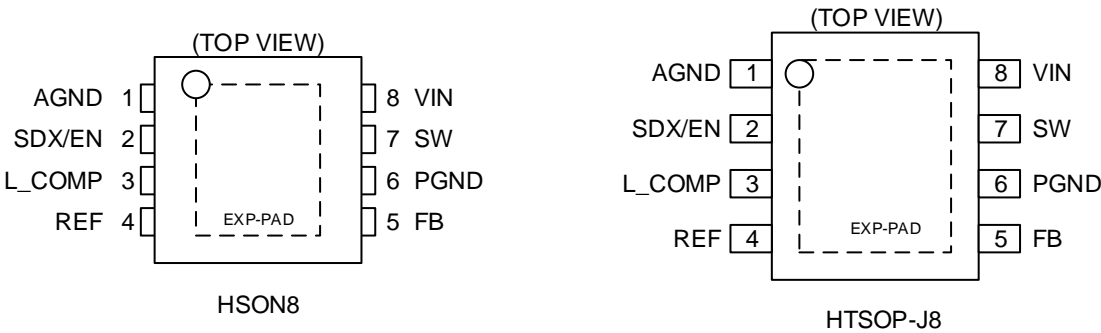 (TOP VIEW)
AGND 1 8 VIN
SDX/EN 2 7 SW
L_COMP 3 6 PGND
REF 4 5 FB
EXP-PAD
HSON8
(TOP VIEW)
AGND 1 8 VIN
SDX/EN 2 7 SW
L_COMP 3 6 PGND
REF 4 5 FB
EXP-PAD
HTSOP-J8